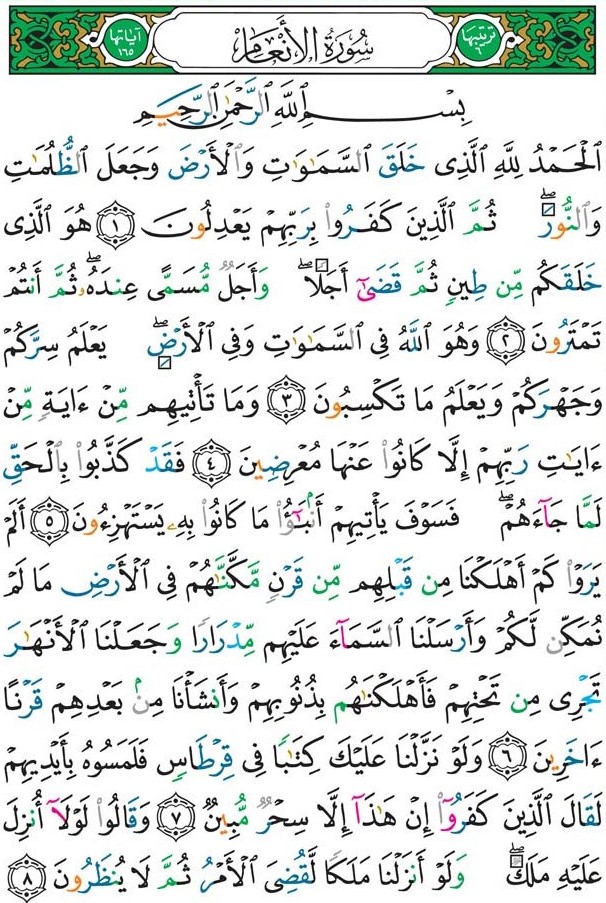 ترتيبها ٦
سُورَةُ الأَنْعَامِ
آياتها ١٦٥
بِسْمِ ٱللَّهِ ٱلرَّحْمَٰنِ ٱلرَّحِيمِ
ٱلْحَمْدُ لِلَّهِ ٱلَّذِى خَلَقَ ٱلسَّمَٰوَٰتِ وَٱلْأَرْضَ وَجَعَلَ ٱلظُّلُمَٰتِ
وَٱلنُّورَ ۖ ثُمَّ ٱلَّذِينَ كَفَرُوا۟ بِرَبِّهِمْ يَعْدِلُونَ ١ هُوَ ٱلَّذِى
خَلَقَكُم مِّن طِينٍ ثُمَّ قَضَىٰٓ أَجَلًا ۖ وَأَجَلٌ مُّسَمًّى عِندَهُۥ ۖ ثُمَّ أَنتُمْ
تَمْتَرُونَ ٢ وَهُوَ ٱللَّهُ فِى ٱلسَّمَٰوَٰتِ وَفِى ٱلْأَرْضِ ۖ يَعْلَمُ سِرَّكُمْ
وَجَهْرَكُمْ وَيَعْلَمُ مَا تَكْسِبُونَ ٣ وَمَا تَأْتِيهِم مِّنْ ءَايَةٍ مِّنْ
ءَايَٰتِ رَبِّهِمْ إِلَّا كَانُوا۟ عَنْهَا مُعْرِضِينَ ٤ فَقَدْ كَذَّبُوا۟ بِٱلْحَقِّ
لَمَّا جَآءَهُمْ ۖ فَسَوْفَ يَأْتِيهِمْ أَنۢبَٰٓؤُا۟ مَا كَانُوا۟ بِهِۦ يَسْتَهْزِءُونَ ٥ أَلَمْ
يَرَوْا۟ كَمْ أَهْلَكْنَا مِن قَبْلِهِم مِّن قَرْنٍ مَّكَّنَّٰهُمْ فِى ٱلْأَرْضِ مَا لَمْ
نُمَكِّن لَّكُمْ وَأَرْسَلْنَا ٱلسَّمَآءَ عَلَيْهِم مِّدْرَارًا وَجَعَلْنَا ٱلْأَنْهَٰرَ
تَجْرِى مِن تَحْتِهِمْ فَأَهْلَكْنَٰهُم بِذُنُوبِهِمْ وَأَنشَأْنَا مِنۢ بَعْدِهِمْ قَرْنًا
ءَاخَرِينَ ٦ وَلَوْ نَزَّلْنَا عَلَيْكَ كِتَٰبًا فِى قِرْطَاسٍ فَلَمَسُوهُ بِأَيْدِيهِمْ
لَقَالَ ٱلَّذِينَ كَفَرُوٓا۟ إِنْ هَٰذَآ إِلَّا سِحْرٌ مُّبِينٌ ٧ وَقَالُوا۟ لَوْلَآ أُنزِلَ
عَلَيْهِ مَلَكٌ ۖ وَلَوْ أَنزَلْنَا مَلَكًا لَّقُضِىَ ٱلْأَمْرُ ثُمَّ لَا يُنظَرُونَ ٨